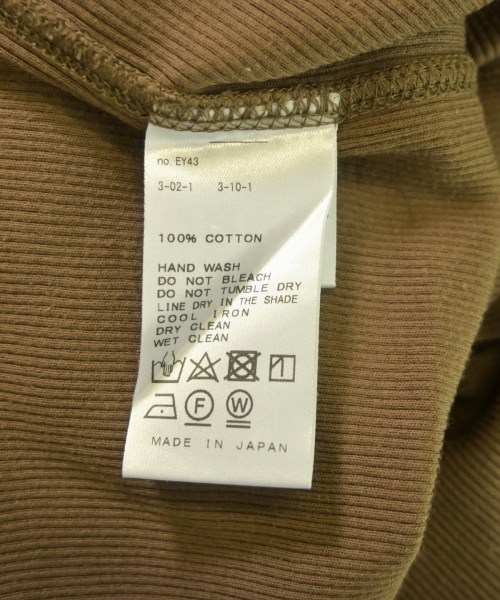 no. EY43
3-02-1 3-10-1
100% COTTON
HAND WASH
DO NOT BLEACH
DO NOT TUMBLE DRY
LINE DRY IN THE SHADE
COOL IRON
DRY CLEAN
WET CLEAN
F W
MADE IN JAPAN